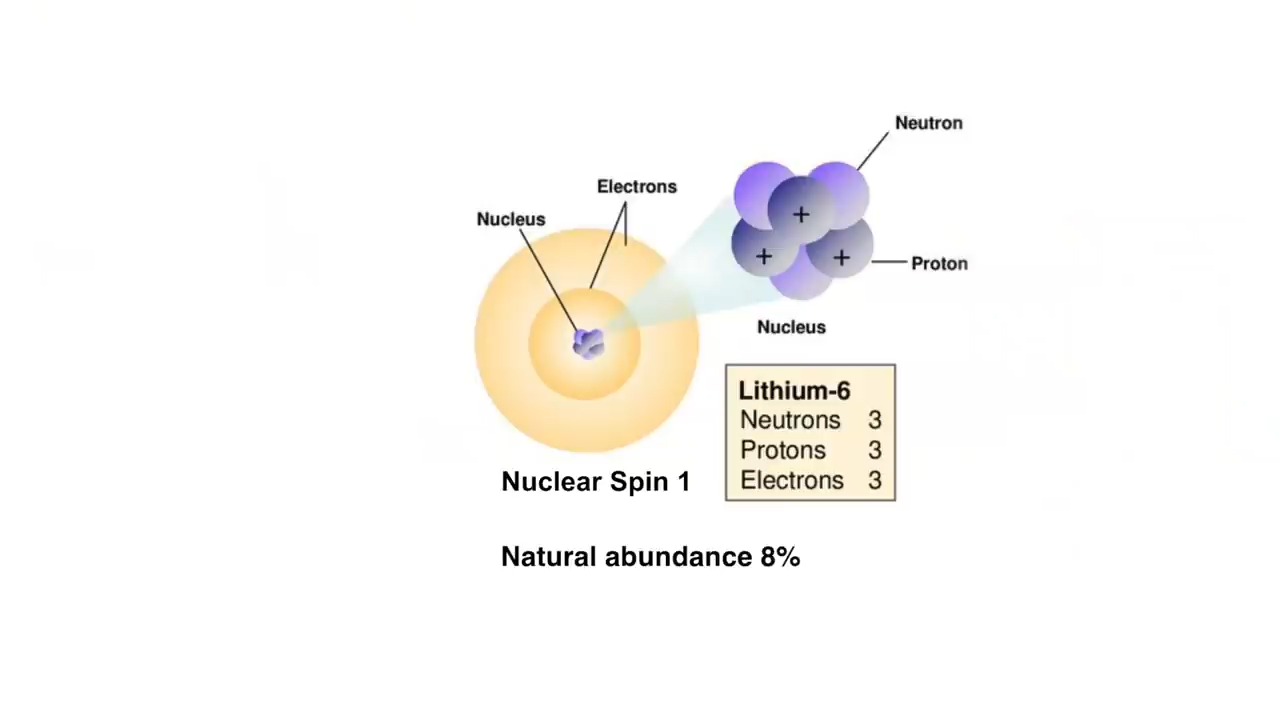 Neutron
Electrons
Nucleus
+
+
+
Proton
Nucleus
Lithium-6
Neutrons 3
Protons 3
Electrons 3
Nuclear Spin 1
Natural abundance 8%